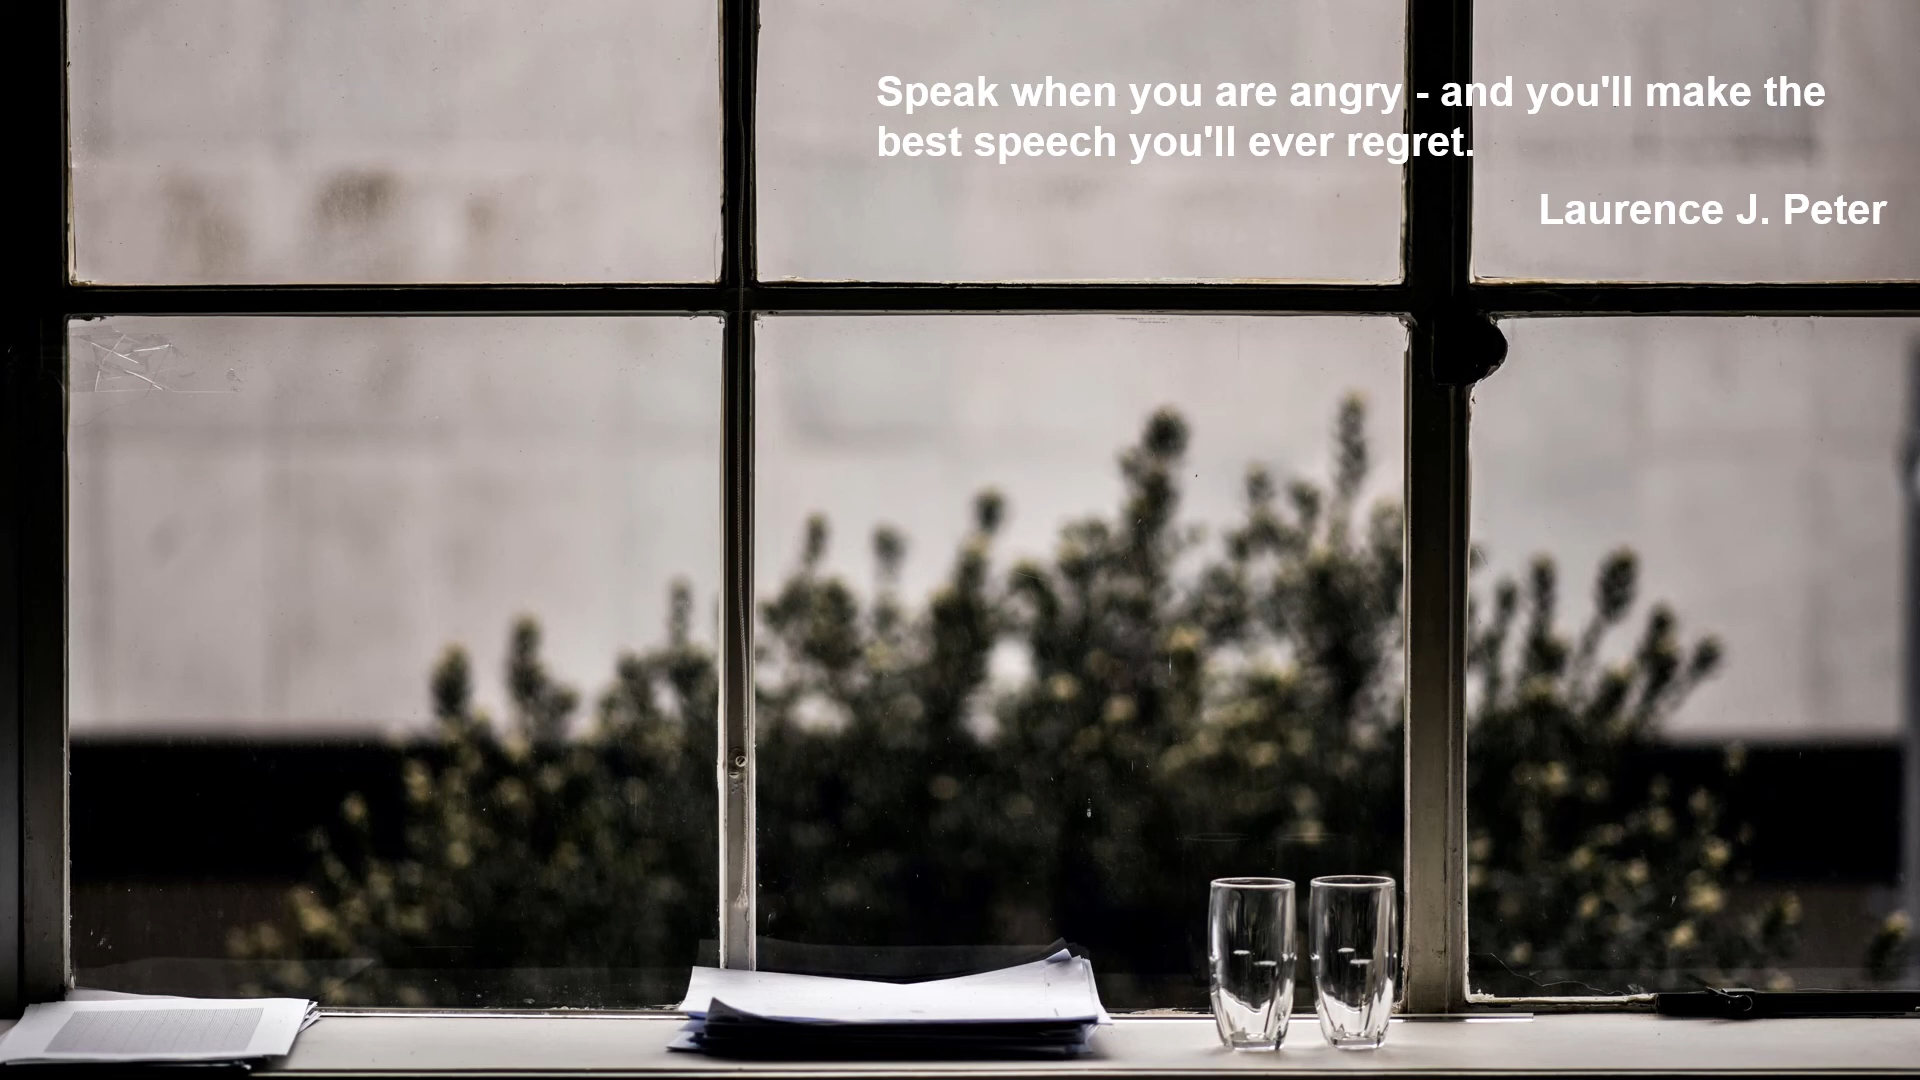 Speak when you are angry - and you'll make the
best speech you'll ever regret.
Laurence J. Peter